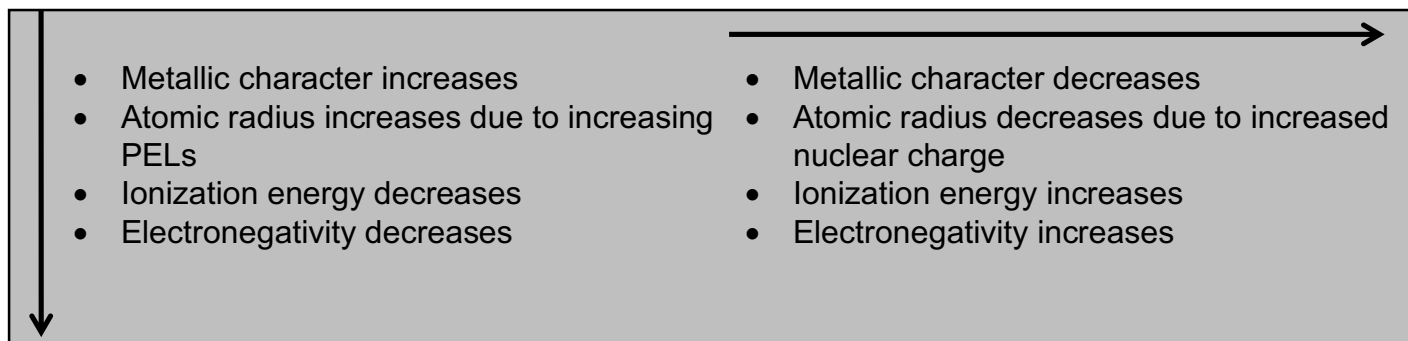 • Metallic character increases
• Atomic radius increases due to increasing
PELs
• Ionization energy decreases
• Electronegativity decreases
• Metallic character decreases
• Atomic radius decreases due to increased
nuclear charge
• Ionization energy increases
• Electronegativity increases